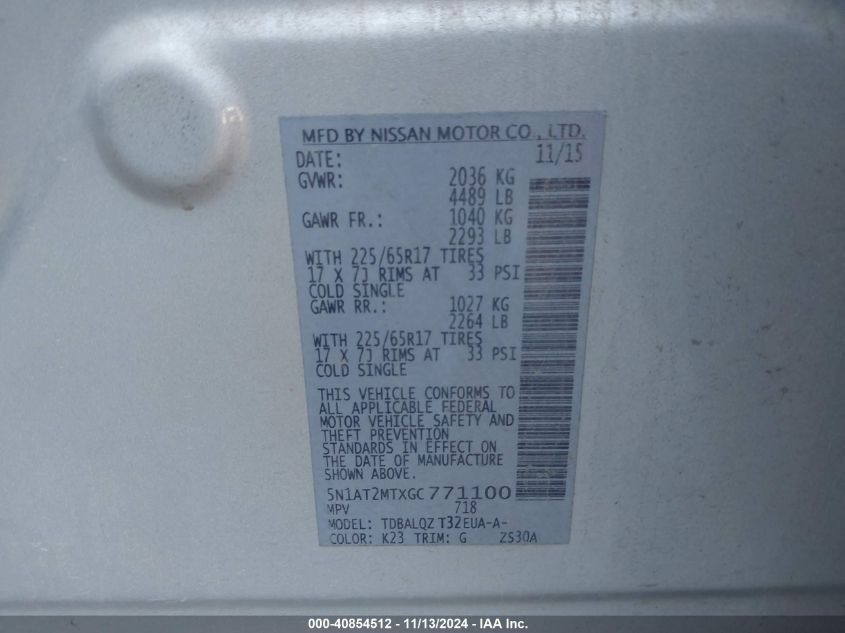 MFD BY NISSAN MOTOR CO., LTD.
DATE: 11/15
GVWR: 2036 KG
4489 LB
GAWR FR.: 1040 KG
2293 LB
WITH 225/65R17 TIRES
17 X 7J RIMS AT 33 PSI
COLD SINGLE
GAWR RR.: 1027 KG
2264 LB
WITH 225/65R17 TIRES
17 X 7J RIMS AT 33 PSI
COLD SINGLE
THIS VEHICLE CONFORMS TO
ALL APPLICABLE FEDERAL
MOTOR VEHICLE SAFETY AND
THEFT PREVENTION
STANDARDS IN EFFECT ON
THE DATE OF MANUFACTURE
SHOWN ABOVE.
5N1AT2MTXGC771100
MPV 718
MODEL: TDBALQZ T32EUA-A-
COLOR: K23 TRIM: G ZS30A
000-40854512 - 11/13/2024 - IAA Inc.